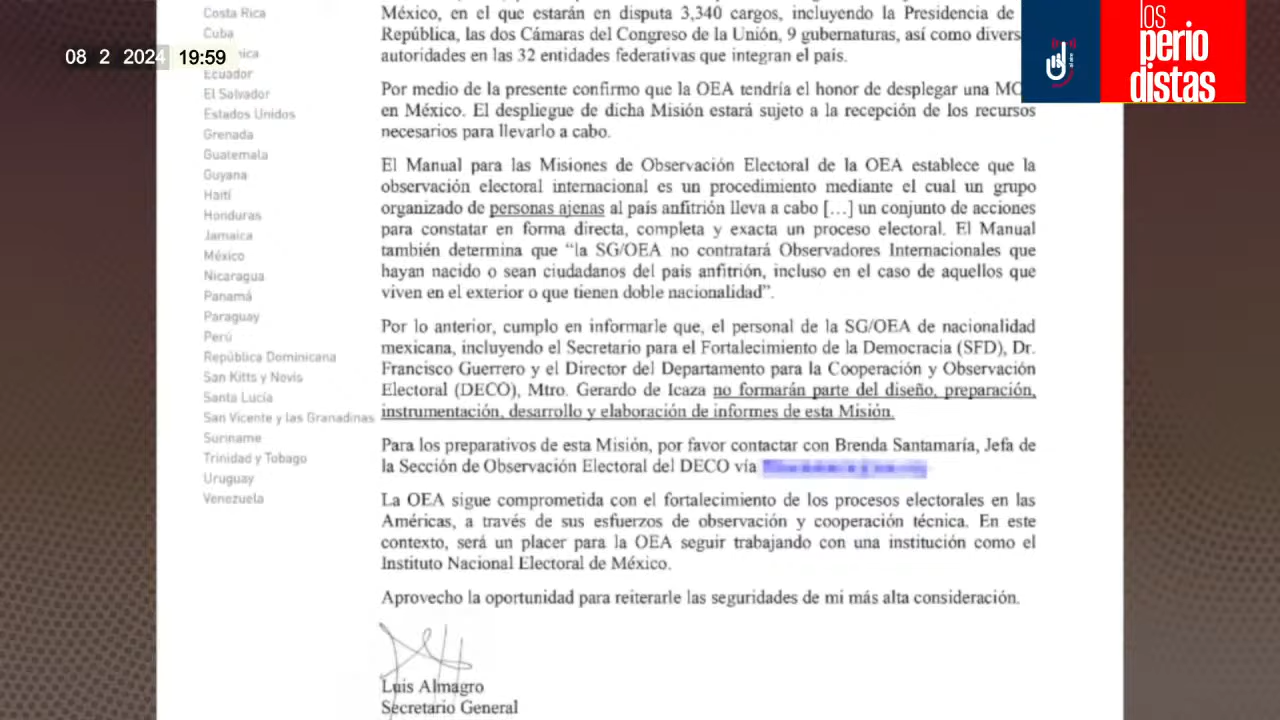 Costa Rica
Cuba
Ecuador
El Salvador
Estados Unidos
Grenada
Guatemala
Guyana
Haití
Honduras
Jamaica
México
Nicaragua
Panamá
Paraguay
Perú
República Dominicana
San Kitts y Nevis
Santa Lucía
San Vicente y las Granadinas
Suriname
Trinidad y Tobago
Uruguay
Venezuela
08 2 2024 19:59
México, en el que estarán en disputa 3,340 cargos, incluyendo la Presidencia de
República, las dos Cámaras del Congreso de la Unión, 9 gubernaturas, así como
autoridades en las 32 entidades federativas que integran el país.
Por medio de la presente confirmo que la OEA tendría el honor de desplegar una
en México. El despliegue de dicha Misión estará sujeto a la recepción de los recursos
necesarios para llevarlo a cabo.
El Manual para las Misiones de Observación Electoral de la OEA establece que la
observación electoral internacional es un procedimiento mediante el cual un grupo
organizado de personas ajenas al país anfitrión lleva a cabo […] un conjunto de acciones
para constatar en forma directa, completa y exacta un proceso electoral. El Manual
también determina que “la SG/OEA no contratará Observadores Internacionales que
hayan nacido o sean ciudadanos del país anfitrión, incluso en el caso de aquellos que
viven en el exterior o que tienen doble nacionalidad”.
Por lo anterior, cumplo en informarle que, el personal de la SG/OEA de nacionalidad
mexicana, incluyendo el Secretario para el Fortalecimiento de la Democracia (SFD), Dr.
Francisco Guerrero y el Director del Departamento para la Cooperación y Observación
Electoral (DECO), Mtro. Gerardo de Icaza no formarán parte del diseño, preparación,
instrumentación, desarrollo y elaboración de informes de esta Misión.
Para los preparativos de esta Misión, por favor contactar con Brenda Santamaría, Jefa de
la Sección de Observación Electoral del DECO vía
La OEA sigue comprometida con el fortalecimiento de los procesos electorales en las
Américas, a través de sus esfuerzos de observación y cooperación técnica. En este
contexto, será un placer para la OEA seguir trabajando con una institución como el
Instituto Nacional Electoral de México.
Aprovecho la oportunidad para reiterarle las seguridades de mi más alta consideración.
Luis Almagro
Secretario General
los
perio
distas